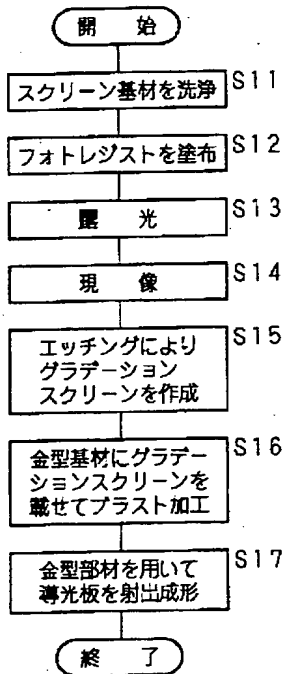 開 始
スクリーン基材を洗浄 S11
フォトレジストを塗布 S12
露 光 S13
現 像 S14
エッチングにより S15
グラデーション
スクリーンを作成
金型基材にグラデー S16
ションスクリーンを
載せてブラスト加工
金型部材を用いて S17
導光板を射出成形
終 了